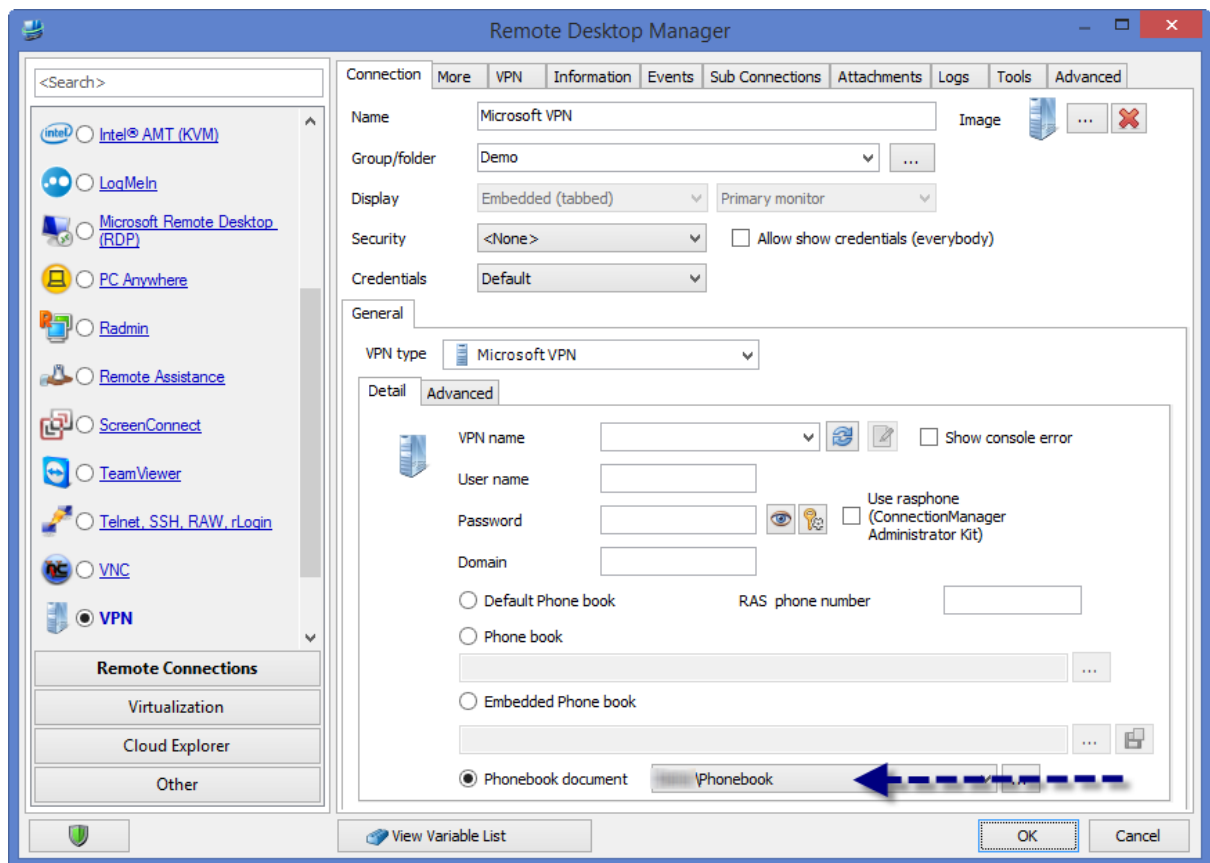 Remote Desktop Manager
<Search>
Intel® AMT (KVM)
LogMeIn
Microsoft Remote Desktop
(RDP)
PC Anywhere
Radmin
Remote Assistance
ScreenConnect
TeamViewer
Telnet, SSH, RAW, rLogin
VNC
VPN
Remote Connections
Virtualization
Cloud Explorer
Other
Connection More VPN Information Events Sub Connections Attachments Logs Tools Advanced
Name Microsoft VPN Image ...
Group/folder Demo ...
Display Embedded (tabbed) Primary monitor
Security <None> Allow show credentials (everybody)
Credentials Default
General
VPN type Microsoft VPN
Detail Advanced
VPN name Show console error
User name
Password Use rasphone
(ConnectionManager
Administrator Kit)
Domain
Default Phone book RAS phone number
Phone book
...
Embedded Phone book
...
Phonebook document \Phonebook
View Variable List OK Cancel